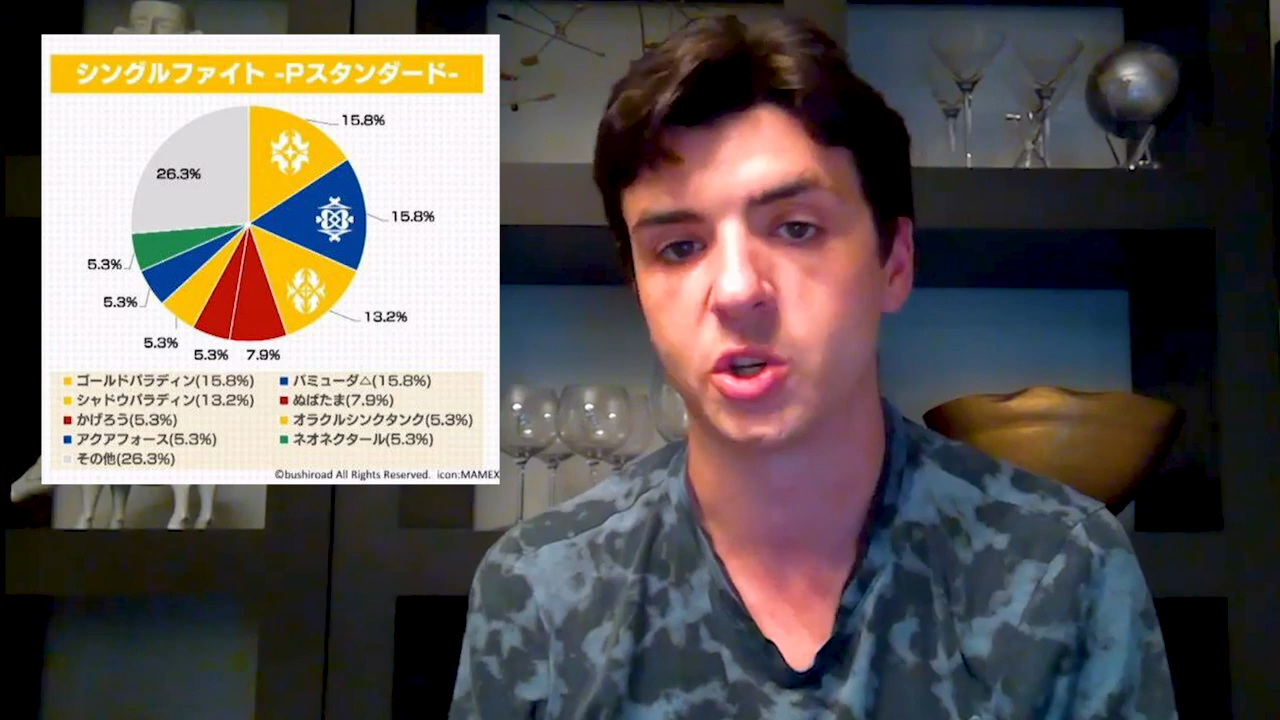 シングルファイト -Pスタンダード-
15.8%
26.3%
15.8%
5.3%
5.3%
13.2%
5.3%
5.3% 7.9%
ゴールドパラディン(15.8%) バミューダ△(15.8%)
シャドウパラディン(13.2%) ぬばたま(7.9%)
かげろう(5.3%) オラクルシンクタンク(5.3%)
アクアフォース(5.3%) ネオネクタール(5.3%)
その他(26.3%)
©bushiroad All Rights Reserved. icon:MAMEX